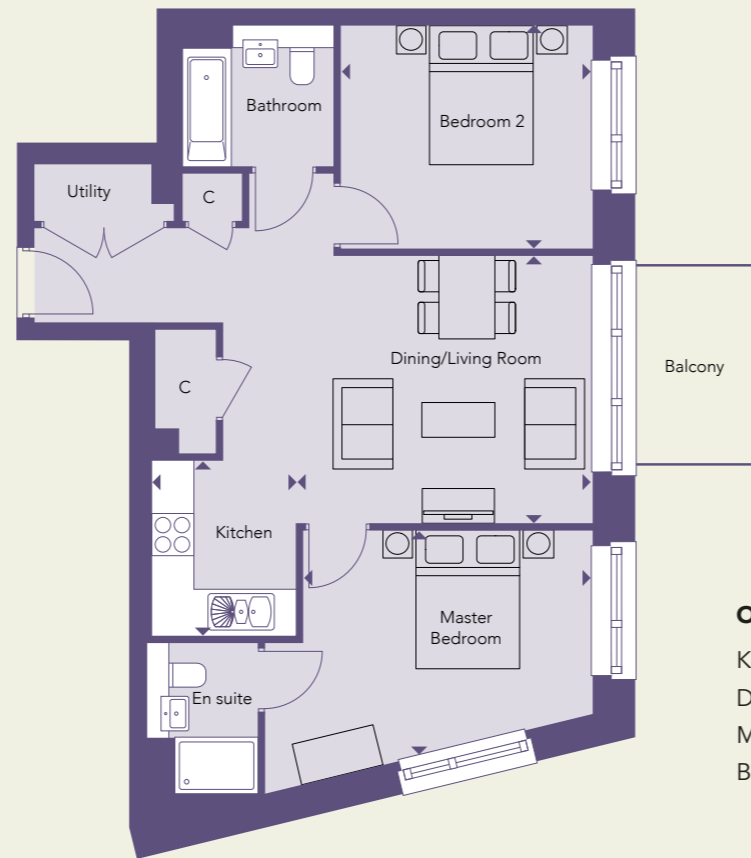 Bathroom
Bedroom 2
Utility
C
Dining/Living Room
Balcony
C
Kitchen
Master
Bedroom
En suite
K
D
M
B